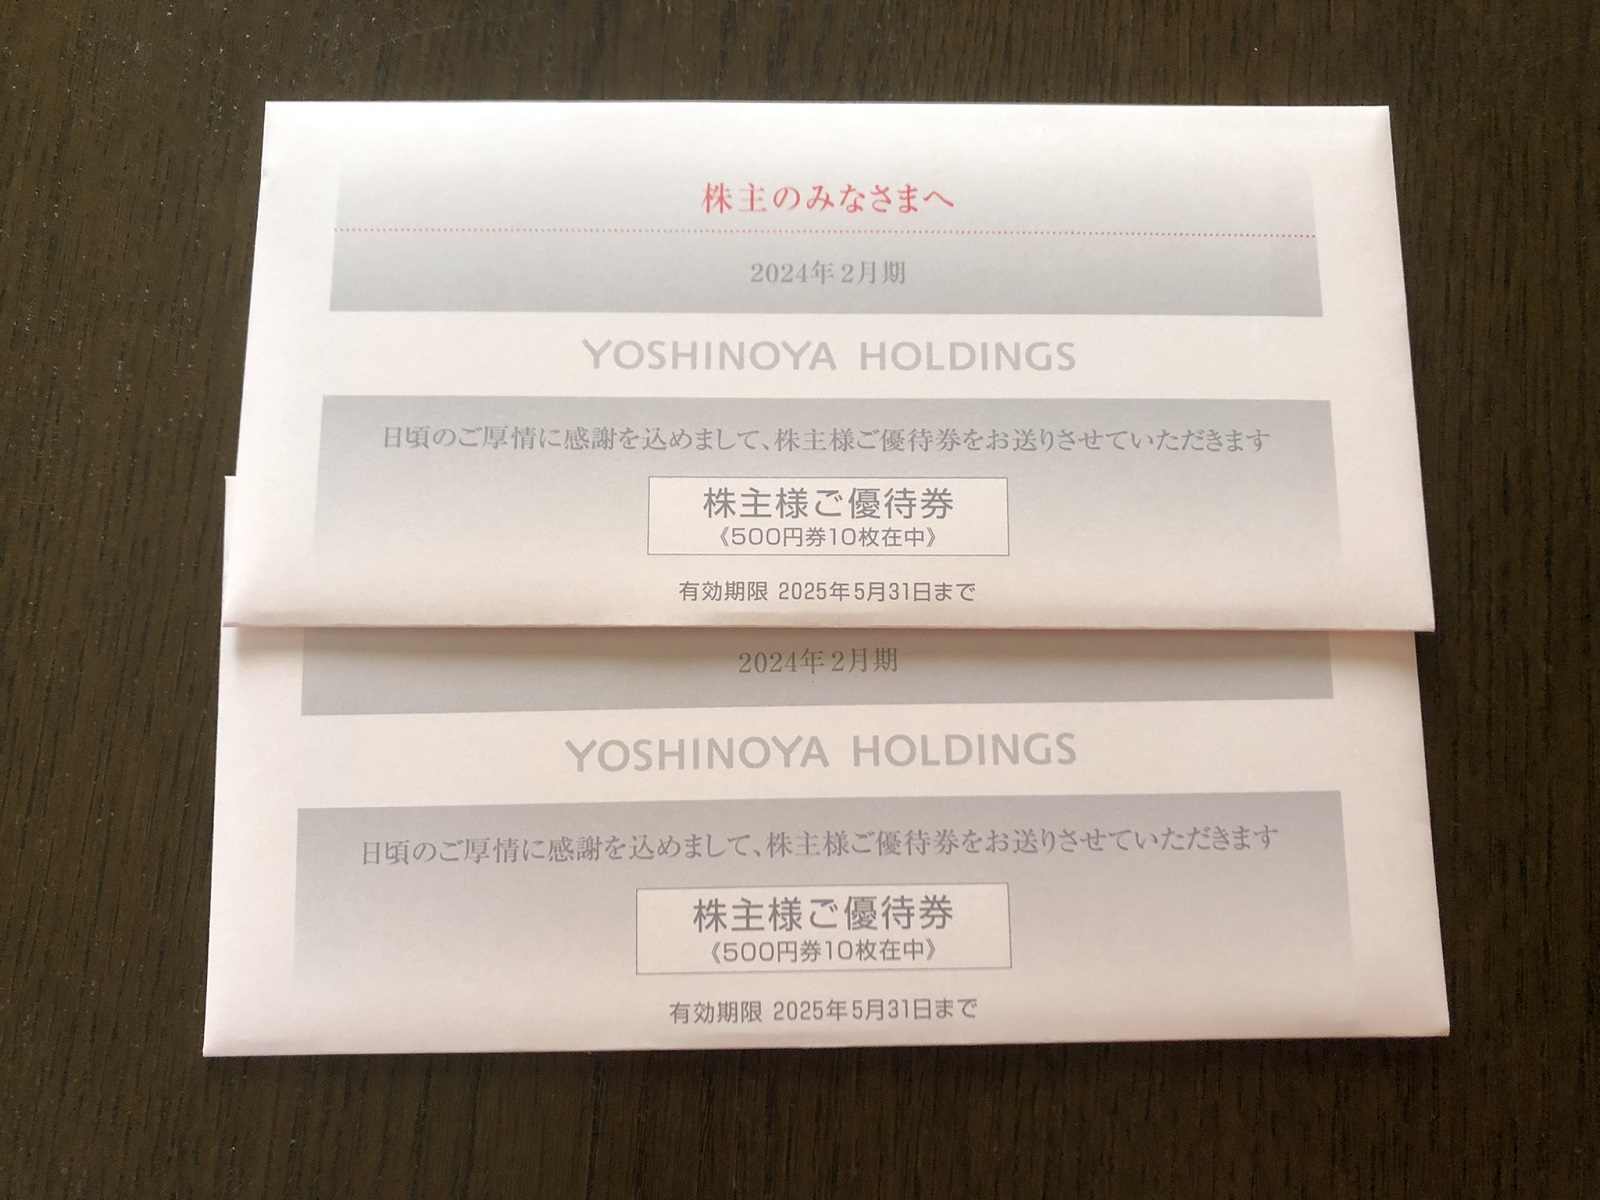 株主のみなさまへ
2024年2月期
YOSHINOYA HOLDINGS
日頃のご厚情に感謝を込めまして、株主様ご優待券をお送りさせていただきます
株主様ご優待券
《500円券10枚在中》
有効期限 2025年5月31日まで
2024年2月期
YOSHINOYA HOLDINGS
日頃のご厚情に感謝を込めまして、株主様ご優待券をお送りさせていただきます
株主様ご優待券
《500円券10枚在中》
有効期限 2025年5月31日まで